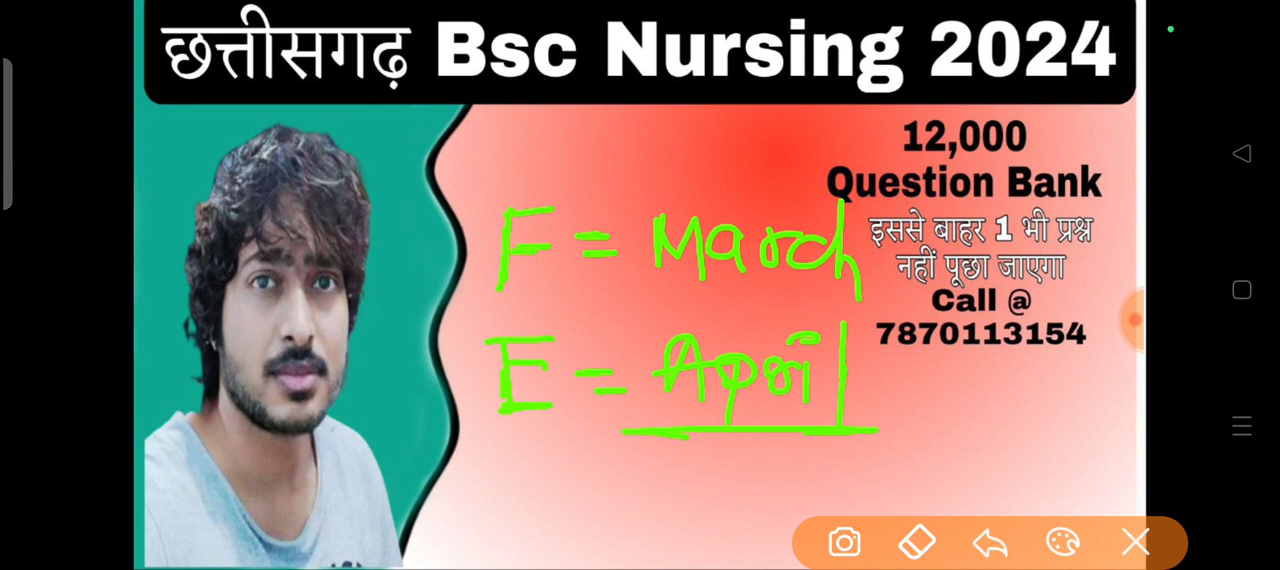 छत्तीसगढ़ Bsc Nursing 2024
12,000
Question Bank
इससे बाहर 1 भी प्रश्न
नहीं पूछा जाएगा
Call @
7870113154
F = March
E = April